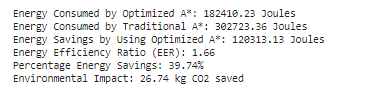 Energy Consumed by Optimized A*: 182410.23 Joules
Energy Consumed by Traditional A*: 302723.36 Joules
Energy Savings by Using Optimized A*: 120313.13 Joules
Energy Efficiency Ratio (EER): 1.66
Percentage Energy Savings: 39.74%
Environmental Impact: 26.74 kg CO2 saved